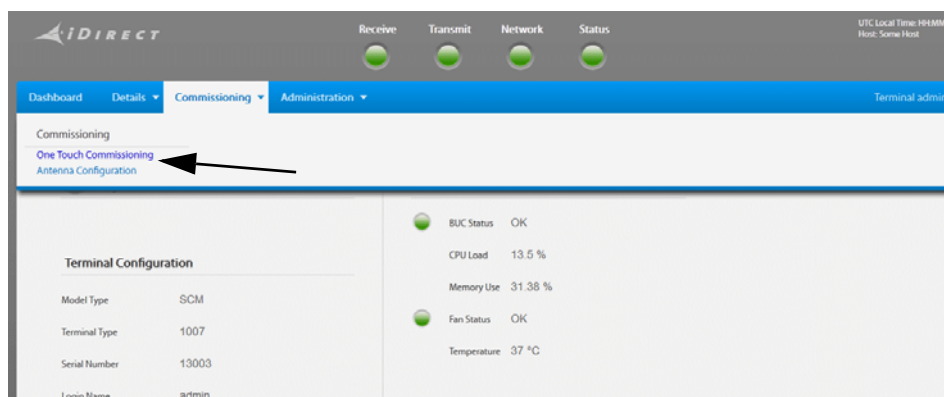 iDIRECT
Receive Transmit Network Status
UTC Local Time: HH:MM
Host: Some Host
Dashboard Details Commissioning Administration
Terminal admin
Commissioning
One Touch Commissioning
Antenna Configuration
BUC Status OK
CPU Load 13.5 %
Memory Use 31.38 %
Fan Status OK
Temperature 37 °C
Terminal Configuration
Model Type SCM
Terminal Type 1007
Serial Number 13003
Login Name admin